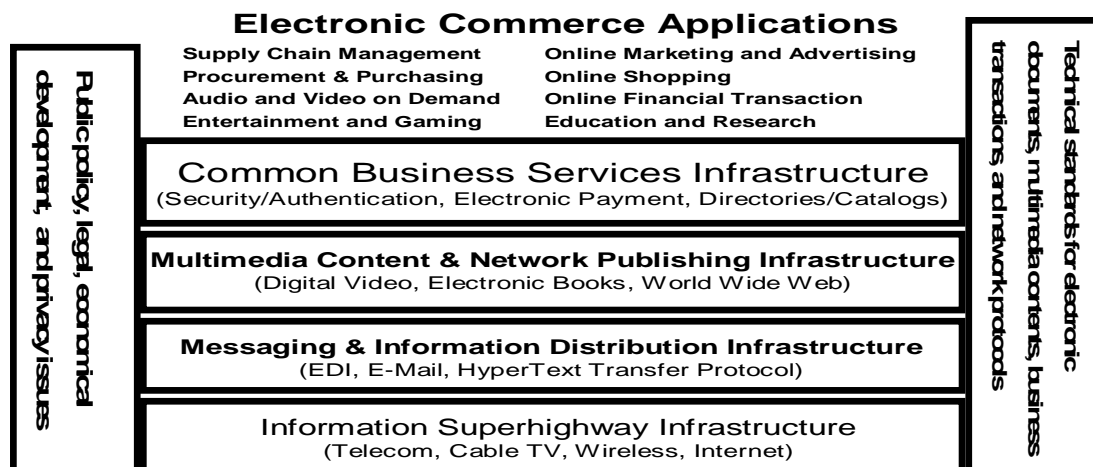 Electronic Commerce Applications
Supply Chain Management
Procurement & Purchasing
Audio and Video on Demand
Entertainment and Gaming
Online Marketing and Advertising
Online Shopping
Online Financial Transaction
Education and Research
Common Business Services Infrastructure
(Security/Authentication, Electronic Payment, Directories/Catalogs)
Multimedia Content & Network Publishing Infrastructure
(Digital Video, Electronic Books, World Wide Web)
Messaging & Information Distribution Infrastructure
(EDI, E-Mail, HyperText Transfer Protocol)
Information Superhighway Infrastructure
(Telecom, Cable TV, Wireless, Internet)
Public policy, legal, economical
development, and privacy issues
Technical standards for electronic
documents, multimedia contents, business
transactions, and network protocols